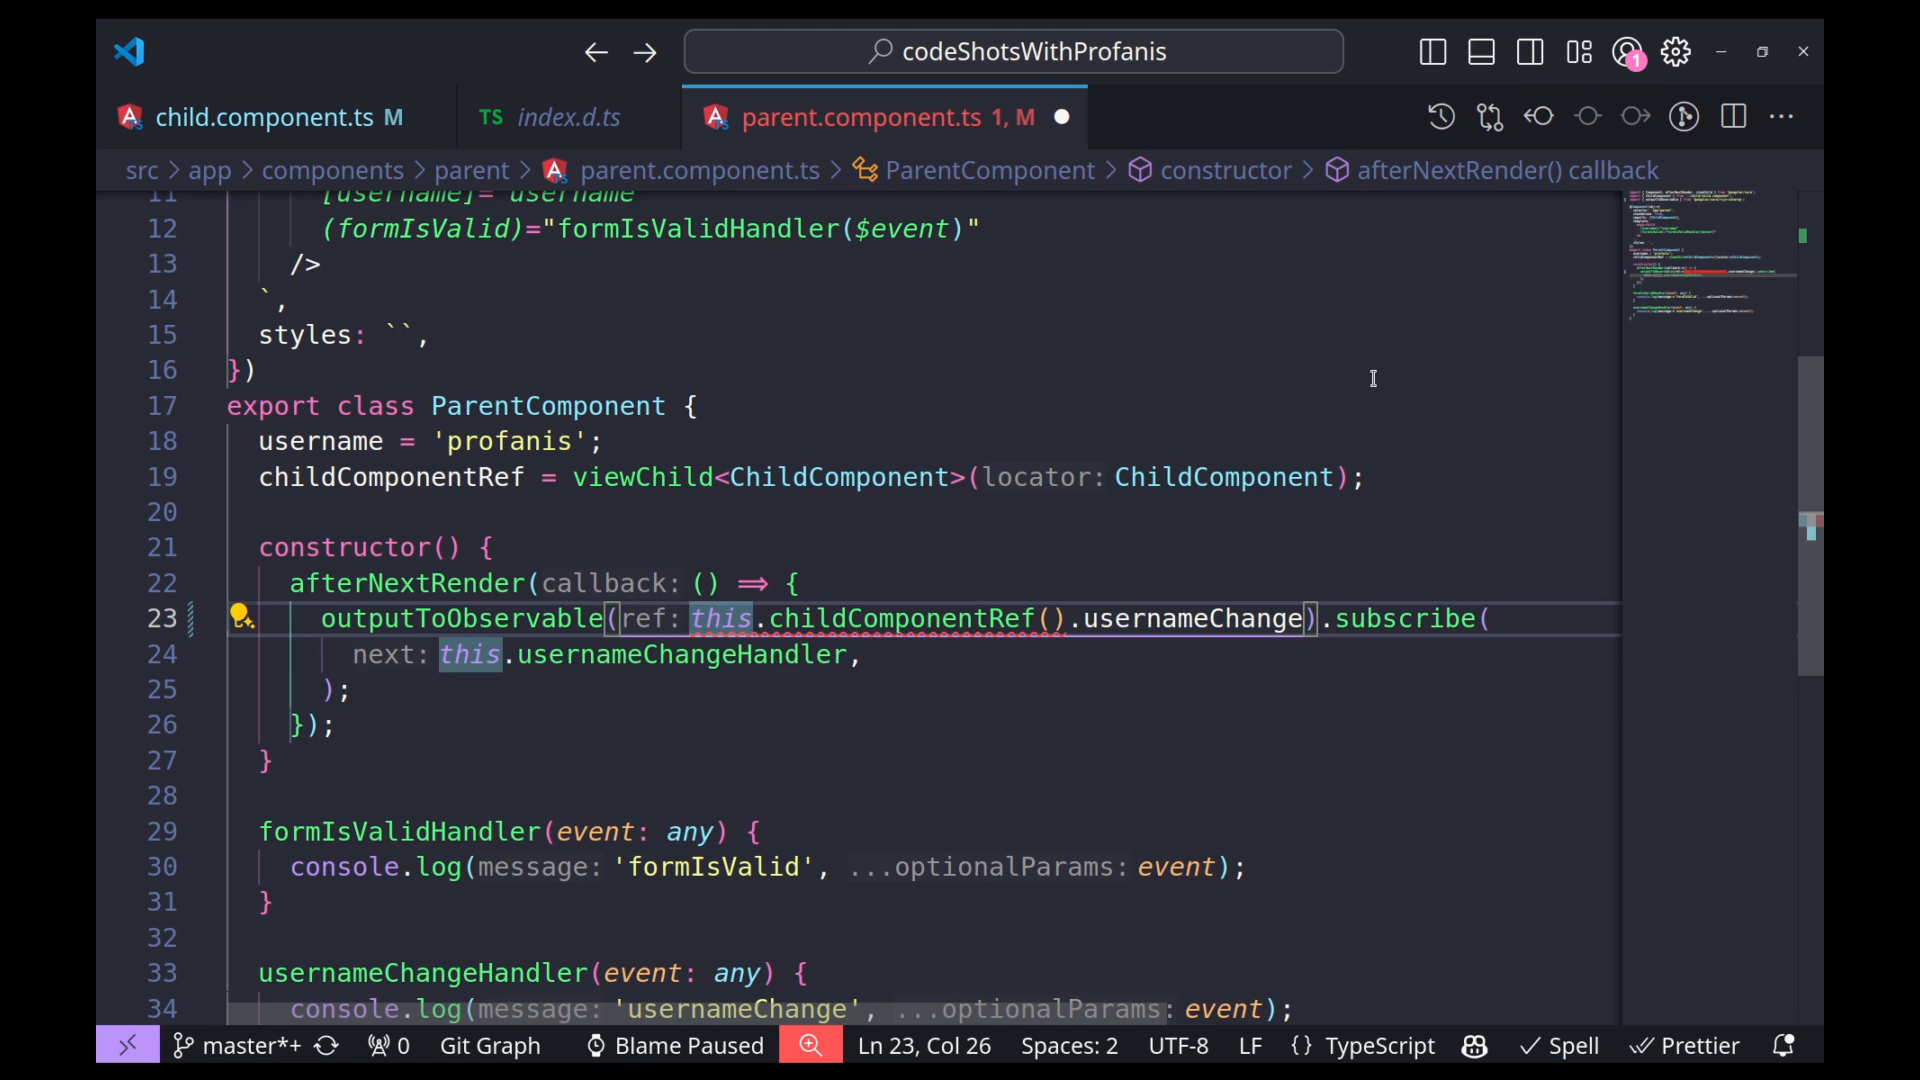 codeShotsWithProfanis
1
child.component.ts M
TS index.d.ts
parent.component.ts 1, M
src > app > components > parent > parent.component.ts > ParentComponent > constructor > afterNextRender() callback
11 [username]="username"
12 (formIsValid)="formIsValidHandler($event)"
13 />
14 `,
15 styles: ``,
16 })
17 export class ParentComponent {
18 username = 'profanis';
19 childComponentRef = viewChild<ChildComponent>(locator: ChildComponent);
20
21 constructor() {
22 afterNextRender(callback: () => {
23 outputToObservable(ref: this.childComponentRef().usernameChange).subscribe(
24 next: this.usernameChangeHandler,
25 );
26 });
27 }
28
29 formIsValidHandler(event: any) {
30 console.log(message: 'formIsValid', ...optionalParams: event);
31 }
32
33 usernameChangeHandler(event: any) {
34 console.log(message: 'usernameChange', ...optionalParams: event);
master*+ 0 Git Graph Blame Paused Ln 23, Col 26 Spaces: 2 UTF-8 LF {} TypeScript Spell Prettier